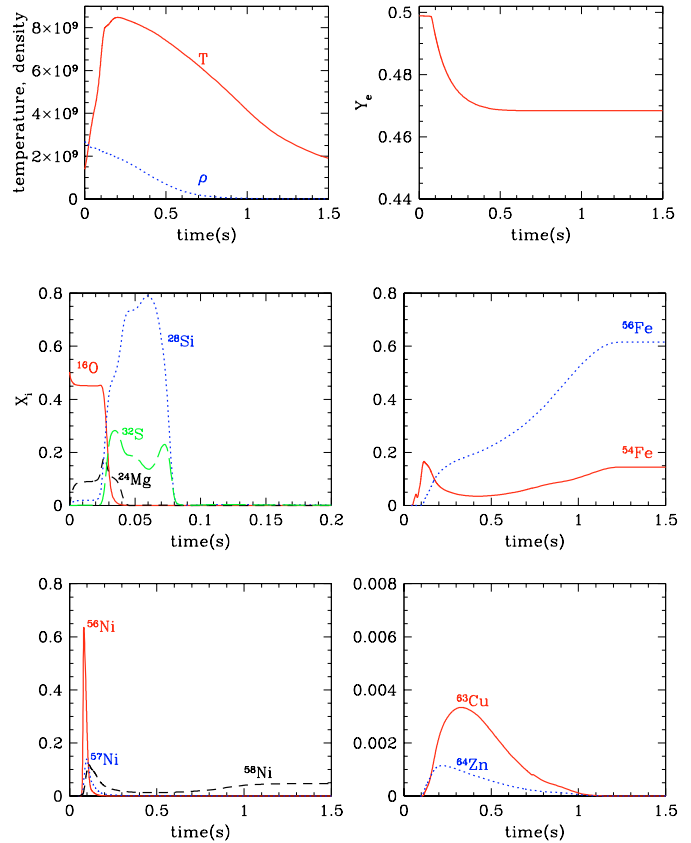 temperature, density
8×10⁹
6×10⁹
4×10⁹
2×10⁹
0
T
ρ
0 0.5 1 1.5
time(s)
Yₑ
0.5
0.48
0.46
0.44
0 0.5 1 1.5
time(s)
Xᵢ
0.8
0.6
0.4
0.2
0
¹⁶O
²⁸Si
³²S
²⁴Mg
0 0.05 0.1 0.15 0.2
time(s)
0.8
0.6
0.4
0.2
0
⁵⁶Fe
⁵⁴Fe
0 0.5 1 1.5
time(s)
0.8
0.6
0.4
0.2
0
⁵⁶Ni
⁵⁷Ni
⁵⁸Ni
0 0.5 1 1.5
time(s)
0.008
0.006
0.004
0.002
0
⁶³Cu
⁶⁴Zn
0 0.5 1 1.5
time(s)